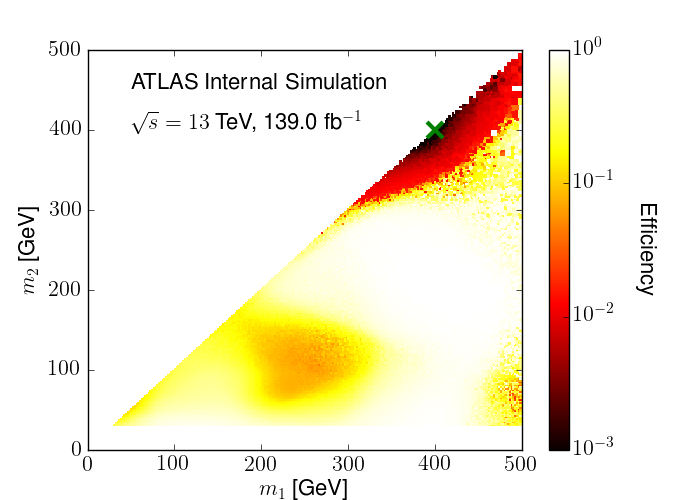 ATLAS Internal Simulation
√s = 13 TeV, 139.0 fb⁻¹
500
400
300
200
100
0
m₂ [GeV]
0 100 200 300 400 500
m₁ [GeV]
10⁰
10⁻¹
10⁻²
10⁻³
Efficiency